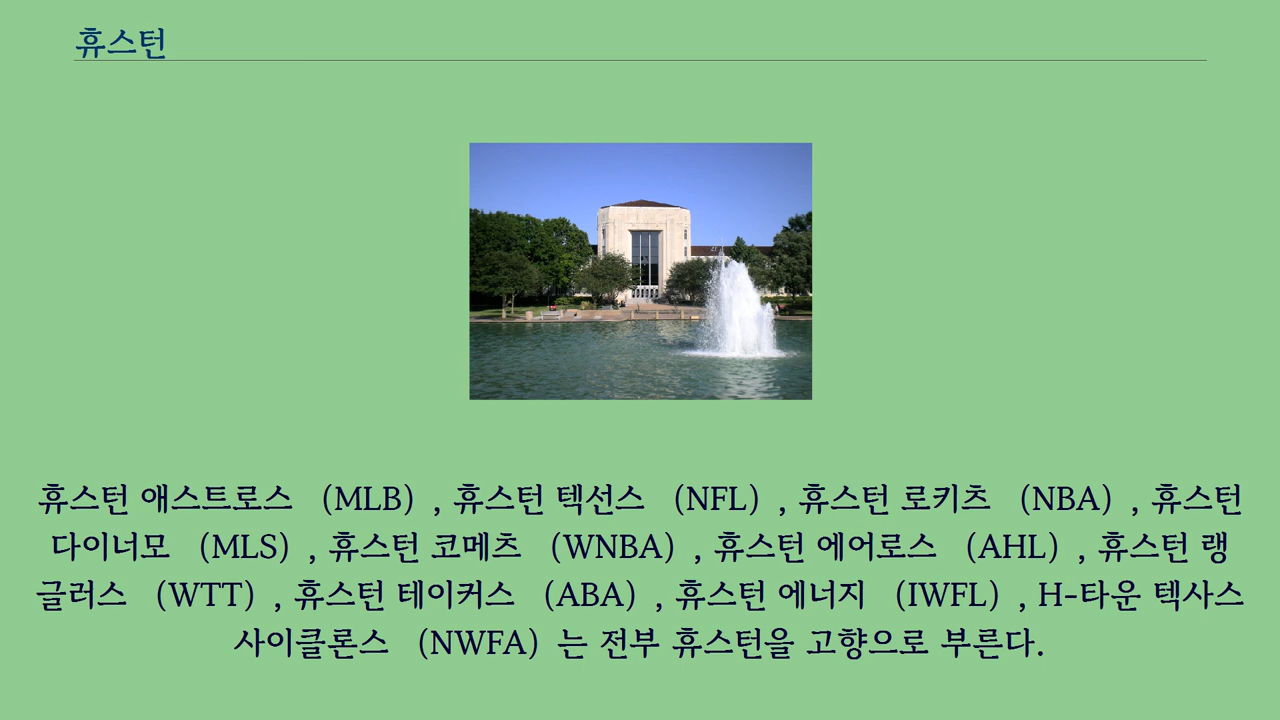 휴스턴
휴스턴 애스트로스 （MLB）, 휴스턴 텍선스 （NFL）, 휴스턴 로키츠 （NBA）, 휴스턴
다이너모 （MLS）, 휴스턴 코메츠 （WNBA）, 휴스턴 에어로스 （AHL）, 휴스턴 랭
글러스 （WTT）, 휴스턴 테이커스 （ABA）, 휴스턴 에너지 （IWFL）, H-타운 텍사스
사이클론스 （NWFA）는 전부 휴스턴을 고향으로 부른다.